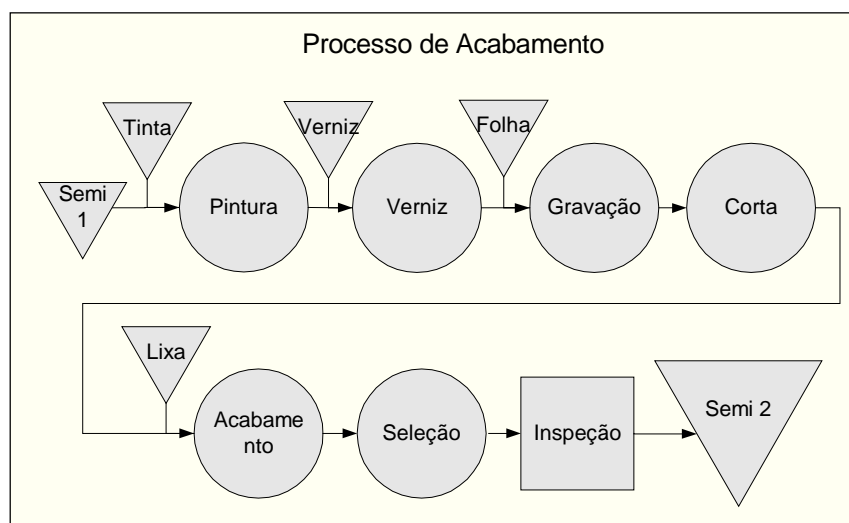 Processo de Acabamento
Tinta
Verniz
Folha
Semi
1
Pintura
Verniz
Gravação
Corta
Lixa
Acabame
nto
Seleção
Inspeção
Semi 2